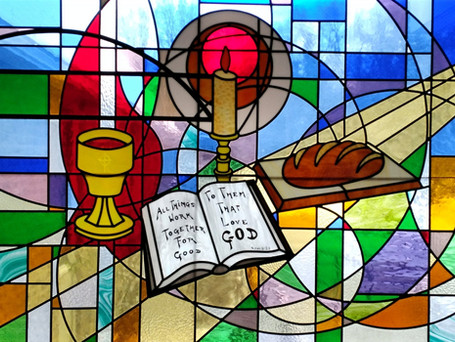 ALL THINGS
WORK
TOGETHER
FOR
GOOD
TO THEM
THAT
LOVE
GOD